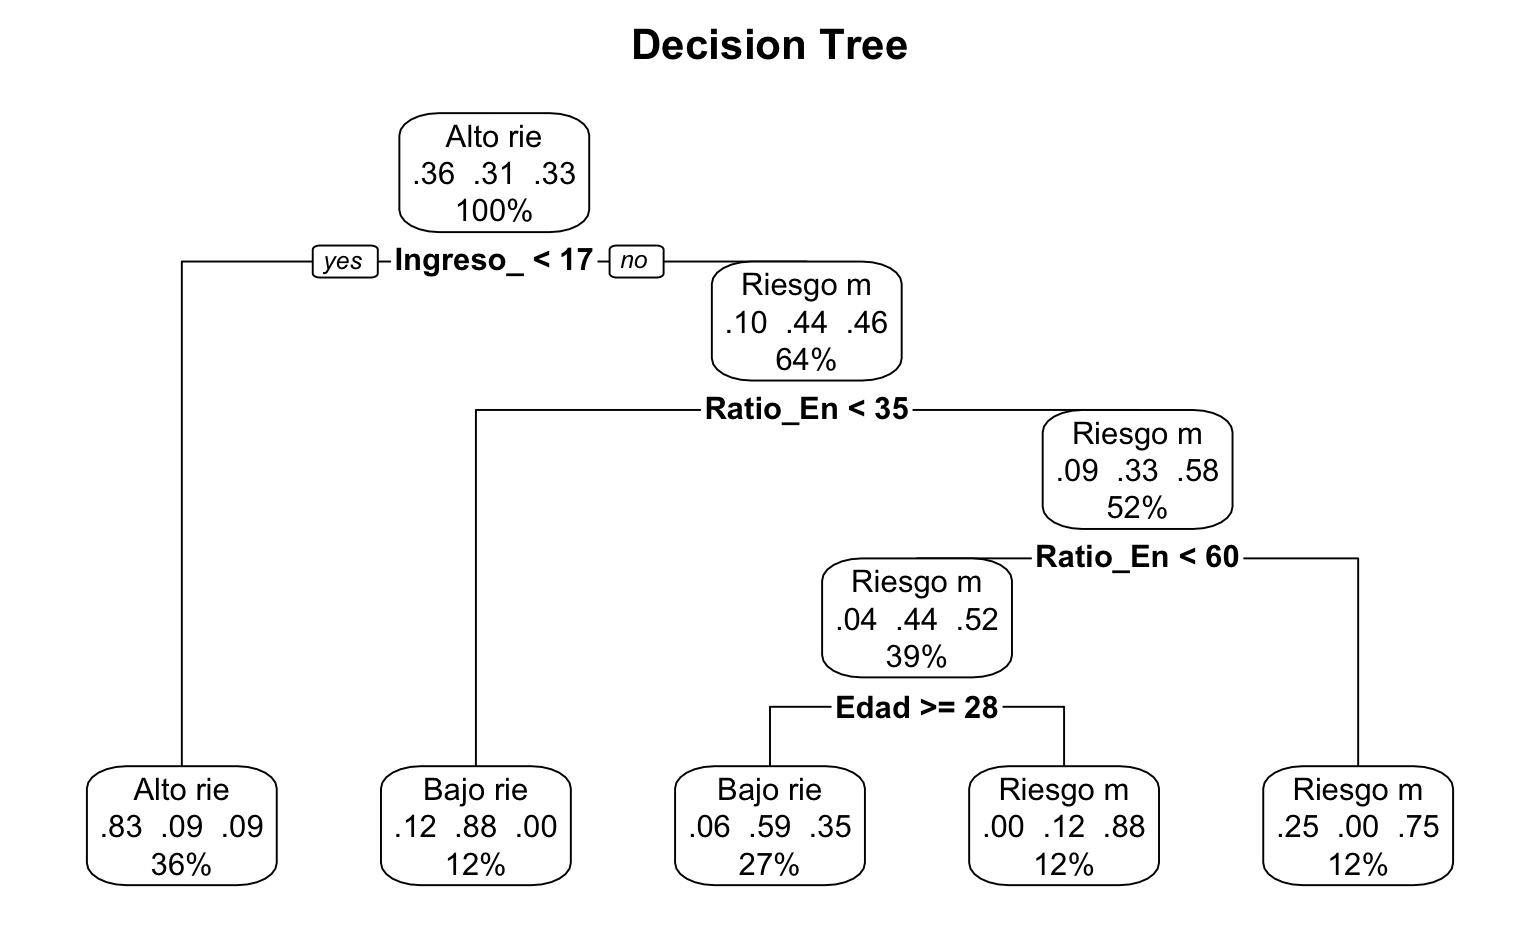 Decision Tree
Alto rie
.36 .31 .33
100%
yes Ingreso_ < 17 no
Riesgo m
.10 .44 .46
64%
Ratio_En < 35
Riesgo m
.09 .33 .58
52%
Ratio_En < 60
Riesgo m
.04 .44 .52
39%
Edad >= 28
Alto rie
.83 .09 .09
36%
Bajo rie
.12 .88 .00
12%
Bajo rie
.06 .59 .35
27%
Riesgo m
.00 .12 .88
12%
Riesgo m
.25 .00 .75
12%